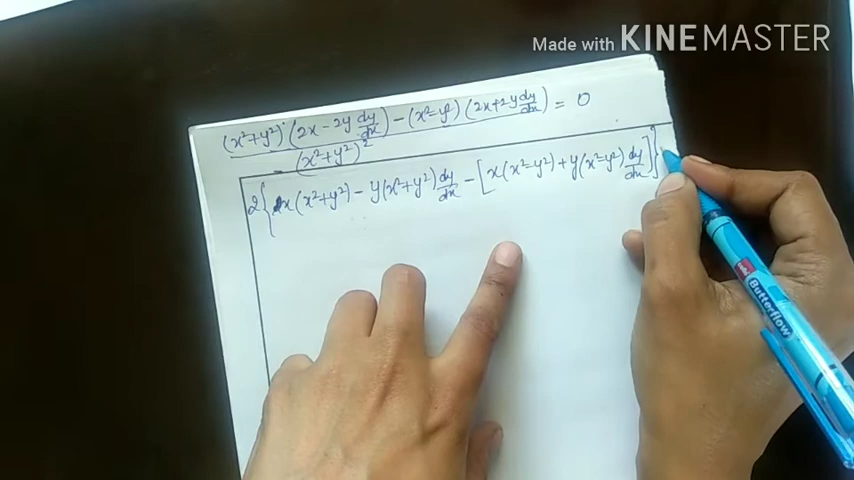 Made with KINEMASTER
(x²+y²)·(2x-2y dy/dx) - (x²-y²)(2x+2y dy/dx) = 0
(x²+y²)²
2{x(x²+y²) - y(x²+y²) dy/dx - [x(x²-y²) + y(x²-y²) dy/dx]}
Butterflow